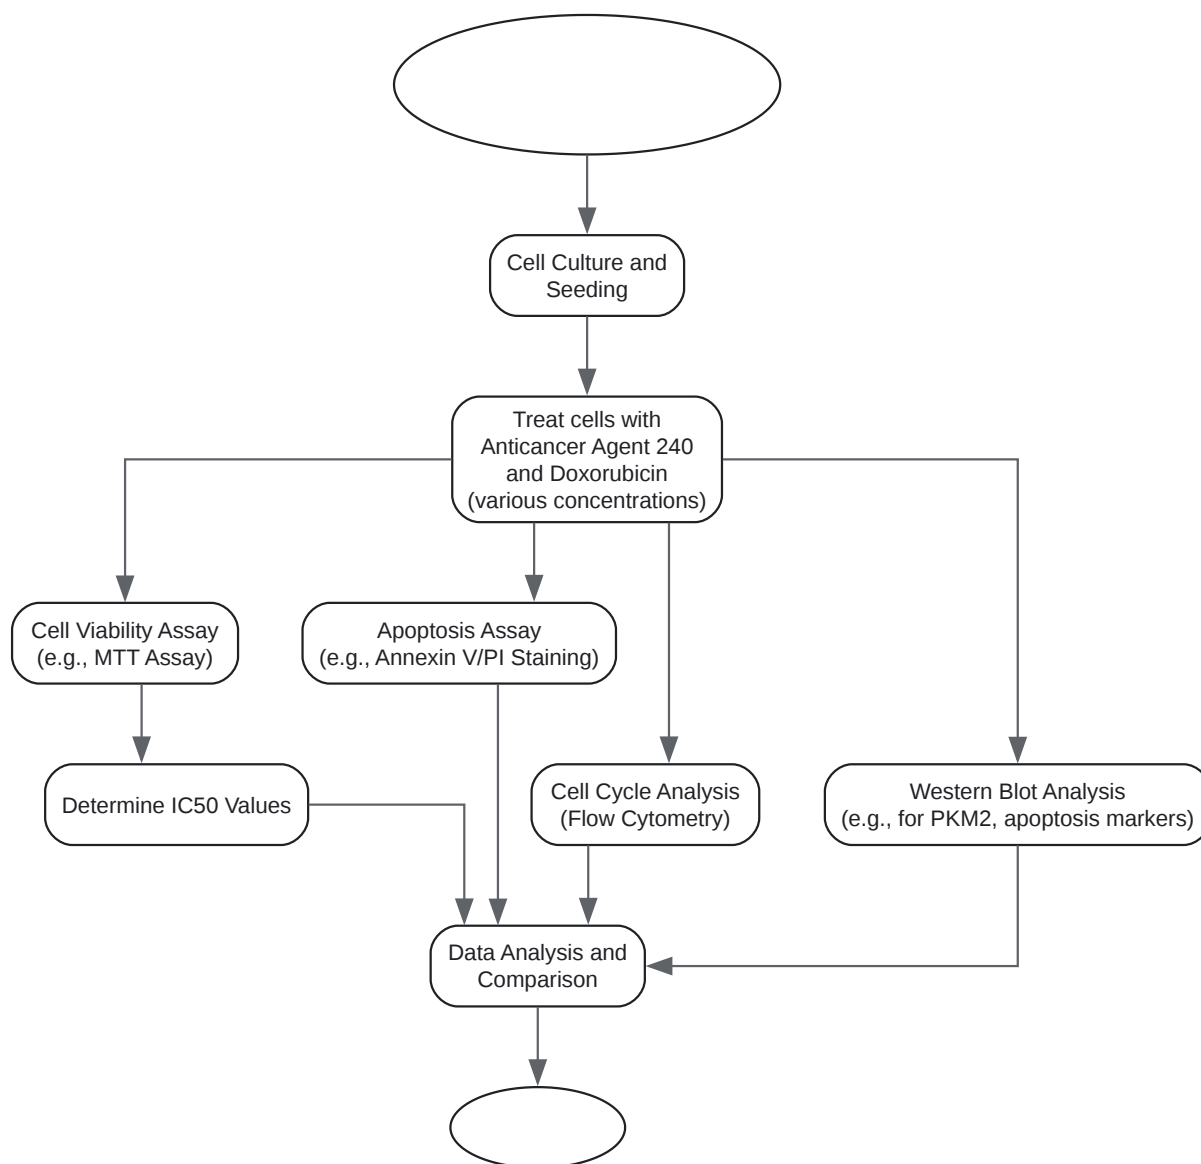 Cell Culture and
Seeding
Treat cells with
Anticancer Agent 240
and Doxorubicin
(various concentrations)
Cell Viability Assay
(e.g., MTT Assay)
Apoptosis Assay
(e.g., Annexin V/PI Staining)
Determine IC50 Values
Cell Cycle Analysis
(Flow Cytometry)
Western Blot Analysis
(e.g., for PKM2, apoptosis markers)
Data Analysis and
Comparison